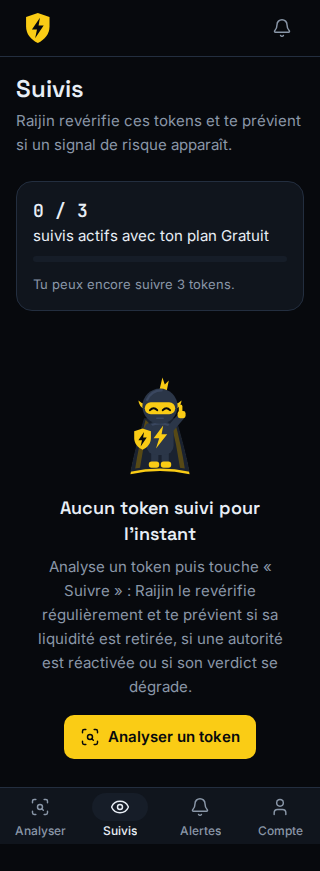 Suivis
Raijin revérifie ces tokens et te prévient
si un signal de risque apparaît.
0 / 3
suivis actifs avec ton plan Gratuit
Tu peux encore suivre 3 tokens.
Aucun token suivi pour
l'instant
Analyse un token puis touche «
Suivre » : Raijin le revérifie
régulièrement et te prévient si sa
liquidité est retirée, si une autorité
est réactivée ou si son verdict se
dégrade.
Analyser un token
Analyser
Suivis
Alertes
Compte